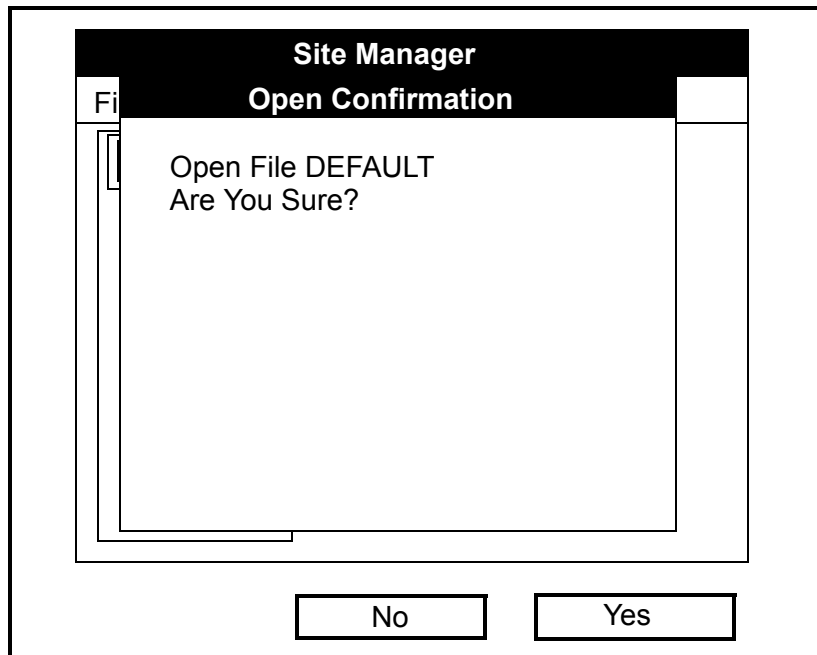 Site Manager
Fi
Open Confirmation
Open File DEFAULT
Are You Sure?
No
Yes